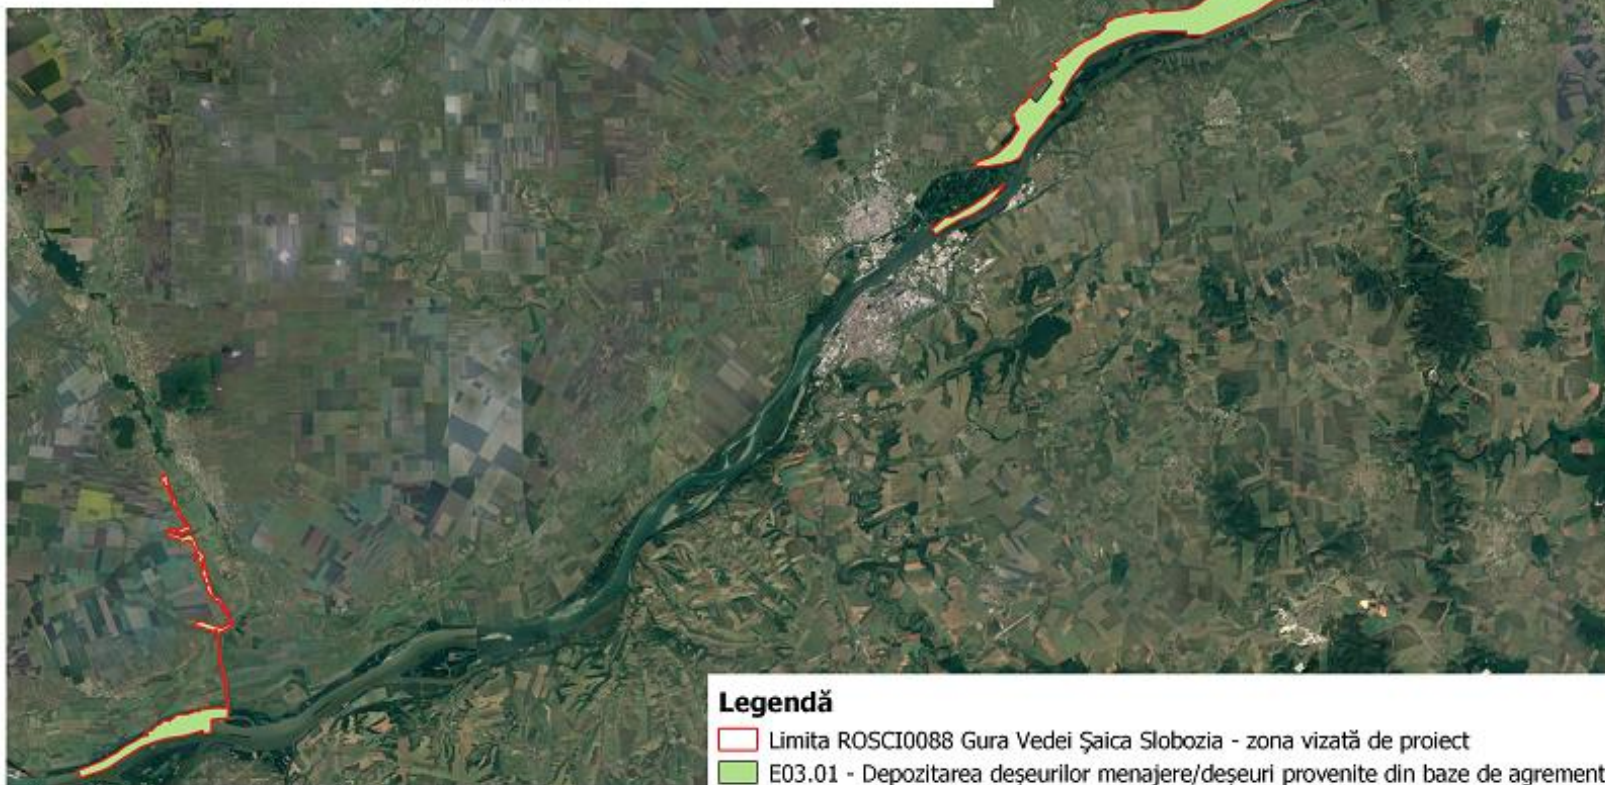 Legendă
Limita ROSCI0088 Gura Vedei Şaica Slobozia - zona vizată de proiect
E03.01 - Depozitarea deșeurilor menajere/deșeuri provenite din baze de agrement